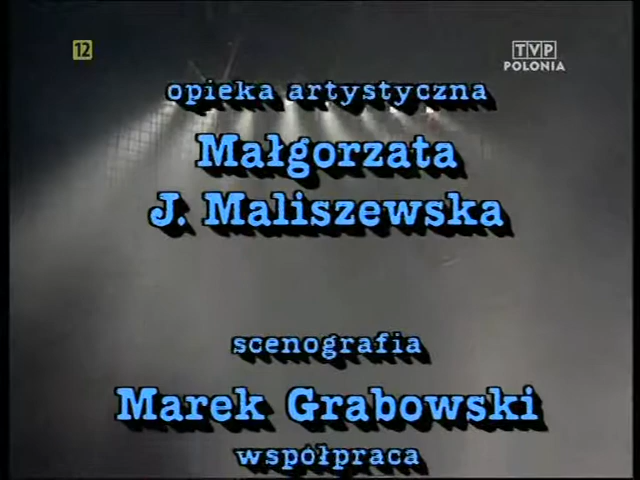 12
TVP
POLONIA
opieka artystyczna
Małgorzata
J. Maliszewska
scenografia
Marek Grabowski
współpraca